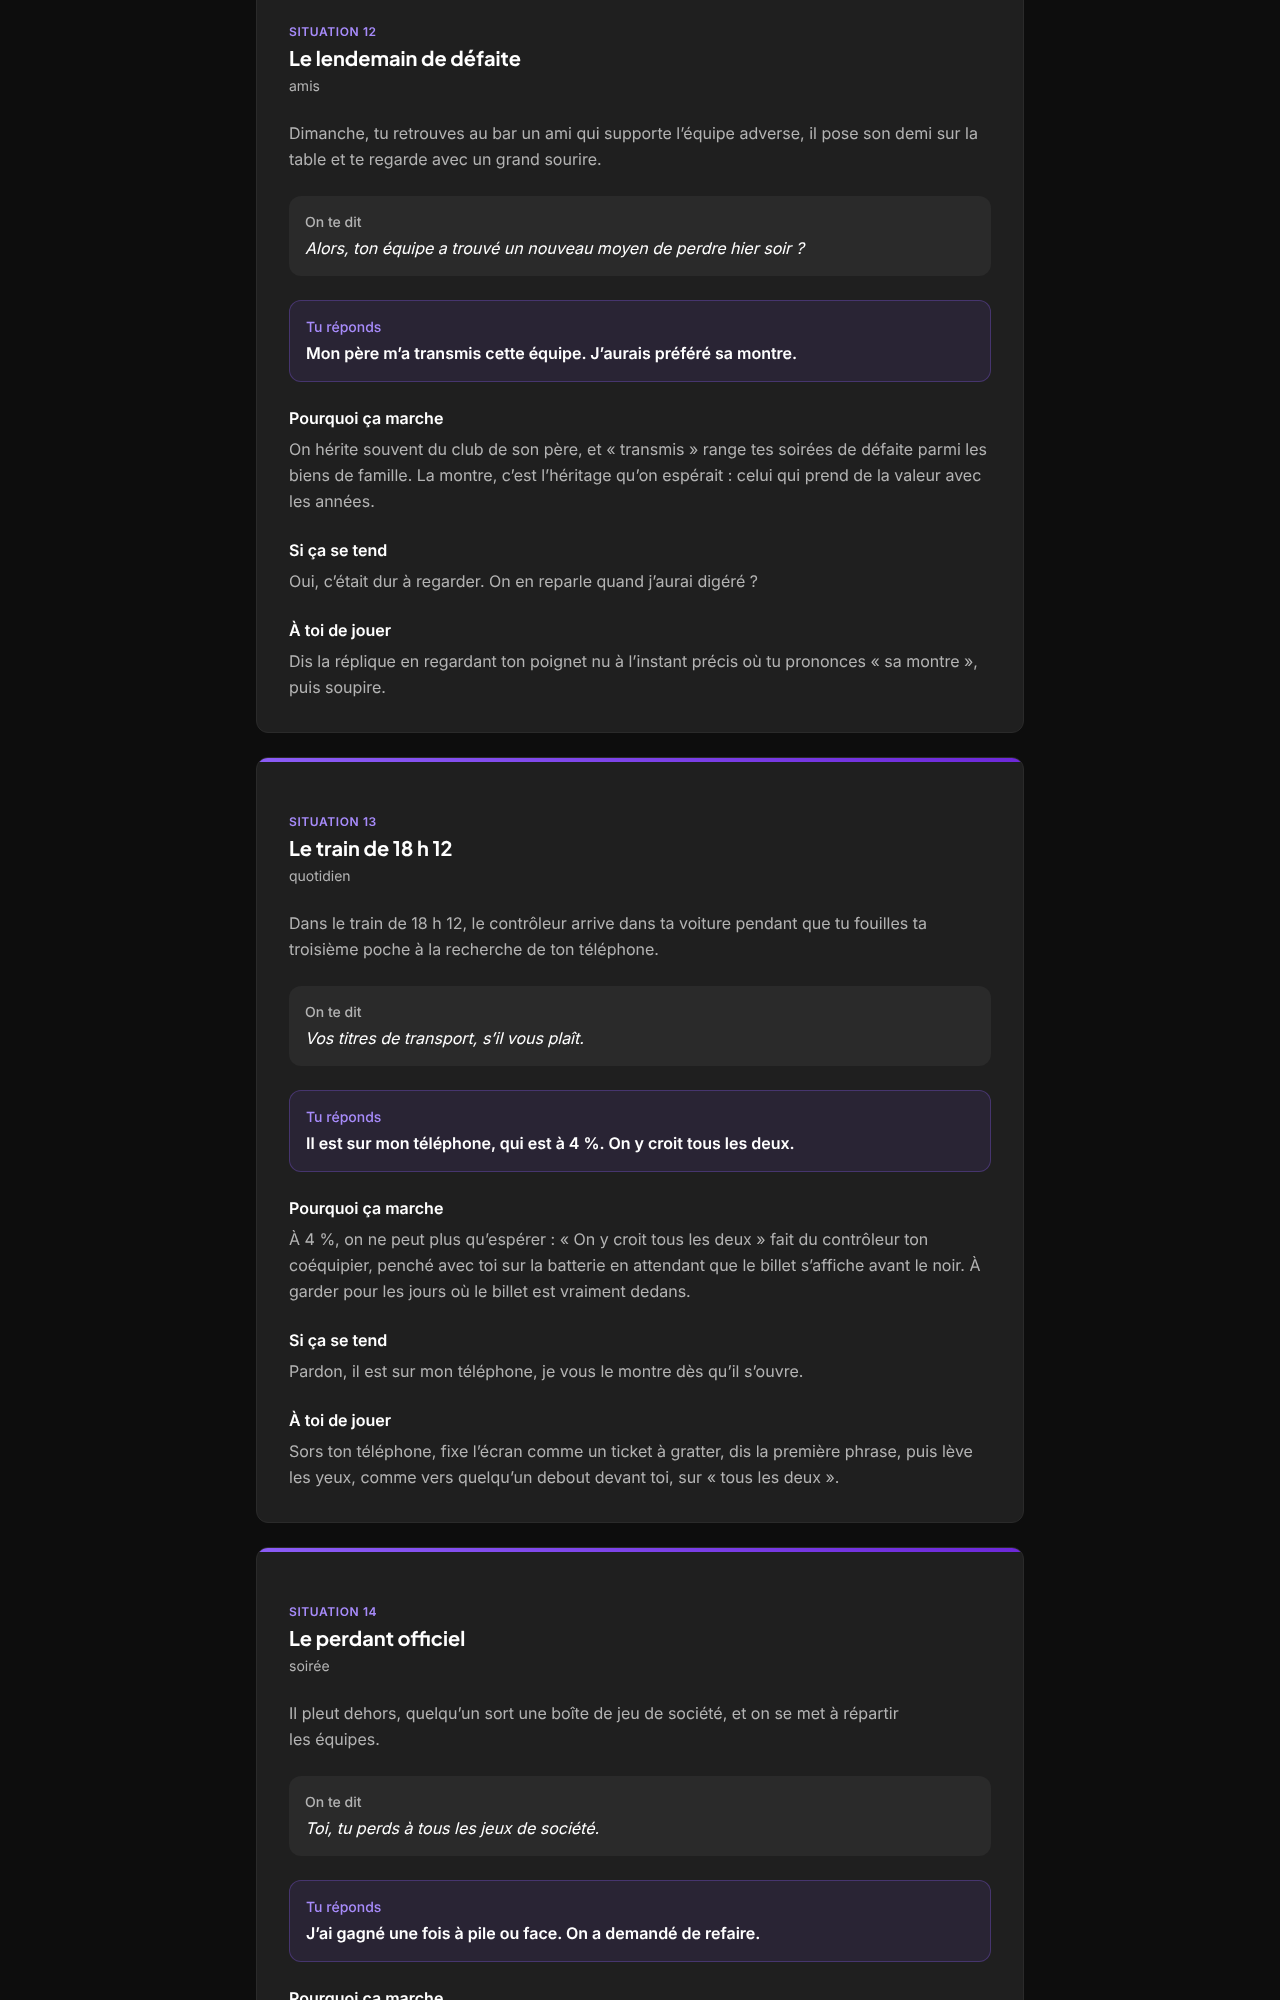 SITUATION 12
Le lendemain de défaite
amis
Dimanche, tu retrouves au bar un ami qui supporte l’équipe adverse, il pose son demi sur la
table et te regarde avec un grand sourire.
On te dit
Alors, ton équipe a trouvé un nouveau moyen de perdre hier soir ?
Tu réponds
Mon père m’a transmis cette équipe. J’aurais préféré sa montre.
Pourquoi ça marche
On hérite souvent du club de son père, et « transmis » range tes soirées de défaite parmi les
biens de famille. La montre, c’est l’héritage qu’on espérait : celui qui prend de la valeur avec
les années.
Si ça se tend
Oui, c’était dur à regarder. On en reparle quand j’aurai digéré ?
À toi de jouer
Dis la réplique en regardant ton poignet nu à l’instant précis où tu prononces « sa montre »,
puis soupire.
SITUATION 13
Le train de 18 h 12
quotidien
Dans le train de 18 h 12, le contrôleur arrive dans ta voiture pendant que tu fouilles ta
troisième poche à la recherche de ton téléphone.
On te dit
Vos titres de transport, s’il vous plaît.
Tu réponds
Il est sur mon téléphone, qui est à 4 %. On y croit tous les deux.
Pourquoi ça marche
À 4 %, on ne peut plus qu’espérer : « On y croit tous les deux » fait du contrôleur ton
coéquipier, penché avec toi sur la batterie en attendant que le billet s’affiche avant le noir. À
garder pour les jours où le billet est vraiment dedans.
Si ça se tend
Pardon, il est sur mon téléphone, je vous le montre dès qu’il s’ouvre.
À toi de jouer
Sors ton téléphone, fixe l’écran comme un ticket à gratter, dis la première phrase, puis lève
les yeux, comme vers quelqu’un debout devant toi, sur « tous les deux ».
SITUATION 14
Le perdant officiel
soirée
Il pleut dehors, quelqu’un sort une boîte de jeu de société, et on se met à répartir
les équipes.
On te dit
Toi, tu perds à tous les jeux de société.
Tu réponds
J’ai gagné une fois à pile ou face. On a demandé de refaire.
Pourquoi ça marche